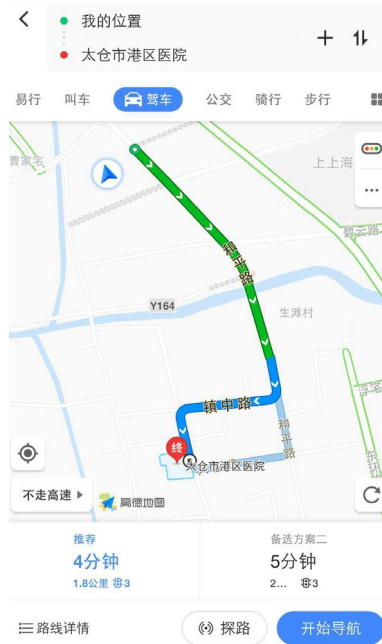 我的位置
太仓市港区医院
易行 叫车 驾车 公交 骑行 步行
曹家宅
上上海
碧云路
和平路
Y164
生滩村
镇中路
和平路
终
太仓市港区医院
不走高速
高德地图
推荐
4分钟
1.8公里 3
备选方案二
5分钟
2... 3
路线详情
探路
开始导航